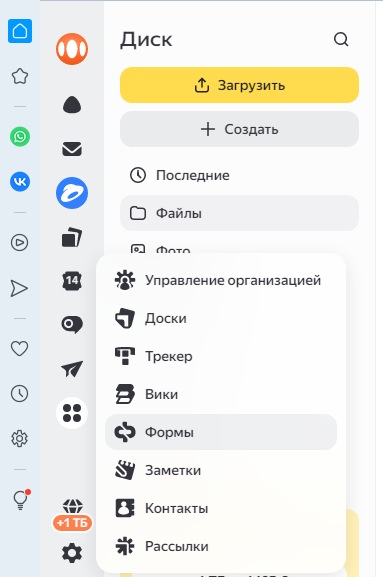 Диск
Загрузить
Создать
Последние
Файлы
Фото
14
Управление организацией
Доски
Трекер
Вики
Формы
Заметки
Контакты
Рассылки
+1 ТБ